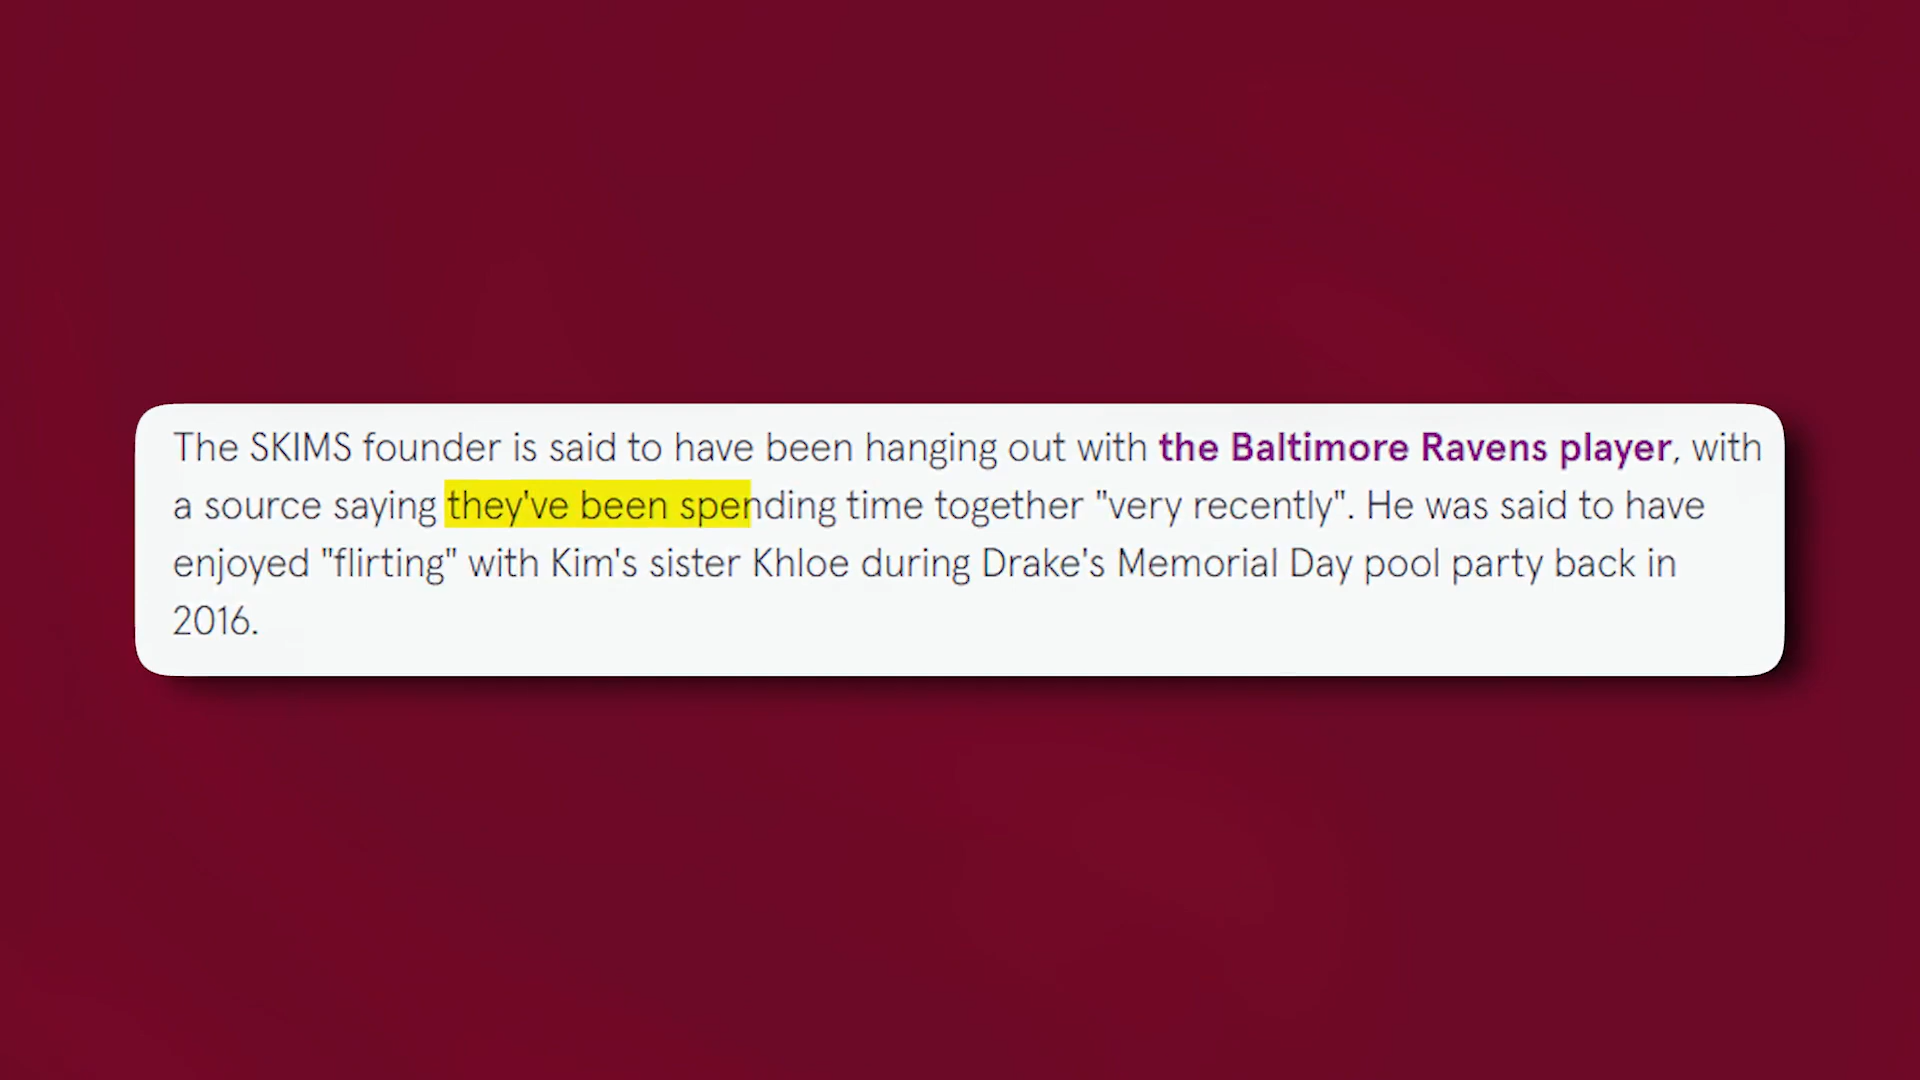 The SKIMS founder is said to have been hanging out with the Baltimore Ravens player, with
a source saying they've been spending time together "very recently". He was said to have
enjoyed "flirting" with Kim's sister Khloe during Drake's Memorial Day pool party back in
2016.